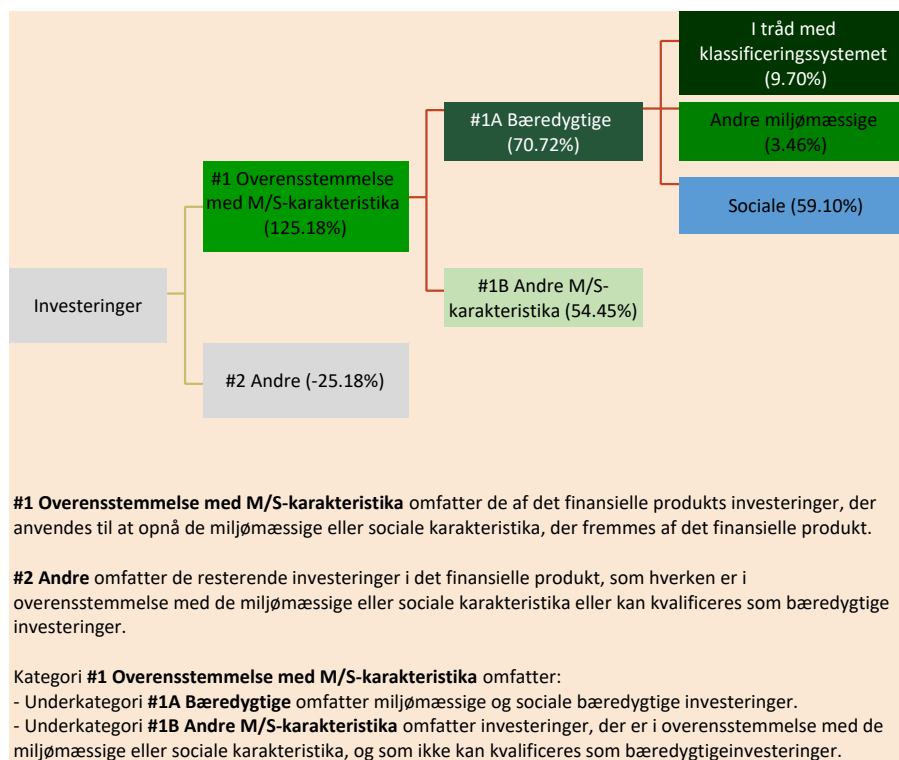 I tråd med
klassificeringssystemet
(9.70%)
#1A Bæredygtige
(70.72%)
Andre miljømæssige
(3.46%)
#1 Overensstemmelse
med M/S-karakteristika
(125.18%)
Sociale (59.10%)
Investeringer
#1B Andre M/S-
karakteristika (54.45%)
#2 Andre (-25.18%)
#1 Overensstemmelse med M/S-karakteristika omfatter de af det finansielle produkts investeringer, der
anvendes til at opnå de miljømæssige eller sociale karakteristika, der fremmes af det finansielle produkt.
#2 Andre omfatter de resterende investeringer i det finansielle produkt, som hverken er i
overensstemmelse med de miljømæssige eller sociale karakteristika eller kan kvalificeres som bæredygtige
investeringer.
Kategori #1 Overensstemmelse med M/S-karakteristika omfatter:
- Underkategori #1A Bæredygtige omfatter miljømæssige og sociale bæredygtige investeringer.
- Underkategori #1B Andre M/S-karakteristika omfatter investeringer, der er i overensstemmelse med de
miljømæssige eller sociale karakteristika, og som ikke kan kvalificeres som bæredygtigeinvesteringer.